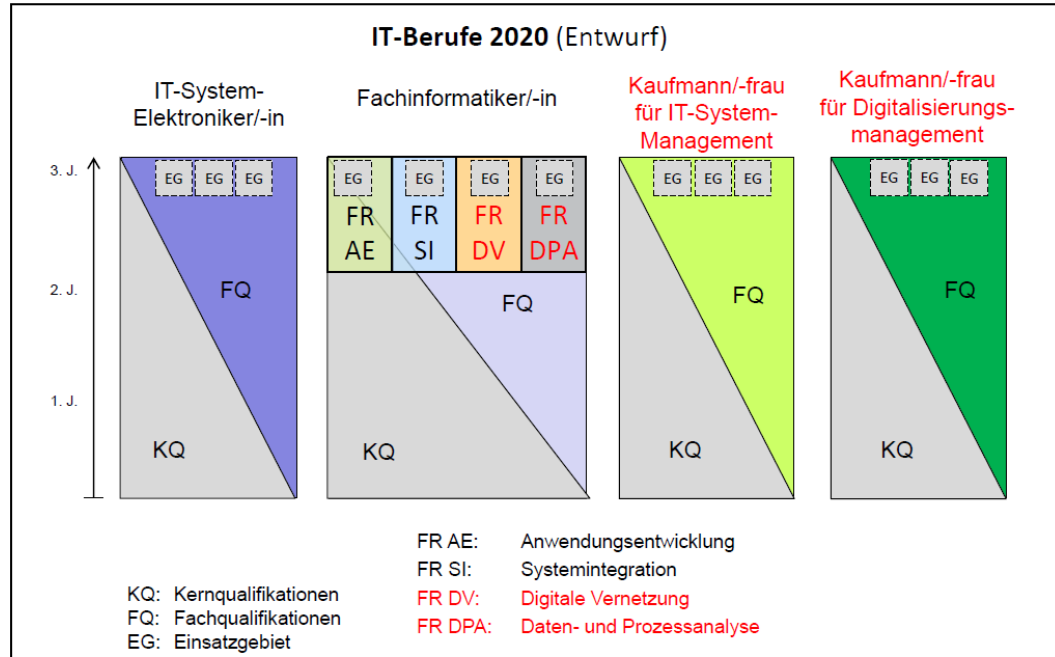 IT-Berufe 2020 (Entwurf)
IT-System-
Elektroniker/-in
Fachinformatiker/-in
Kaufmann/-frau
für IT-System-
Management
Kaufmann/-frau
für Digitalisierungs-
management
3. J.
2. J.
1. J.
EG EG EG
FQ
KQ
EG EG EG EG
FR FR FR FR
AE SI DV DPA
FQ
KQ
EG EG EG
FQ
KQ
EG EG EG
FQ
KQ
KQ: Kernqualifikationen
FQ: Fachqualifikationen
EG: Einsatzgebiet
FR AE: Anwendungsentwicklung
FR SI: Systemintegration
FR DV: Digitale Vernetzung
FR DPA: Daten- und Prozessanalyse